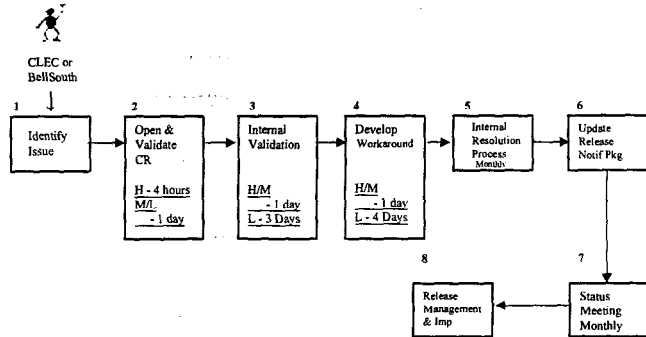 CLEC or
BellSouth
1
Identify
Issue
2
Open &
Validate
CR
H - 4 hours
M/L
- 1 day
3
Internal
Validation
H/M
- 1 day
L - 3 Days
4
Develop
Workaround
H/M
- 1 day
L - 4 Days
5
Internal
Resolution
Process
Monthly
6
Update
Release
Notif Pkg
7
Status
Meeting
Monthly
8
Release
Management
& Imp